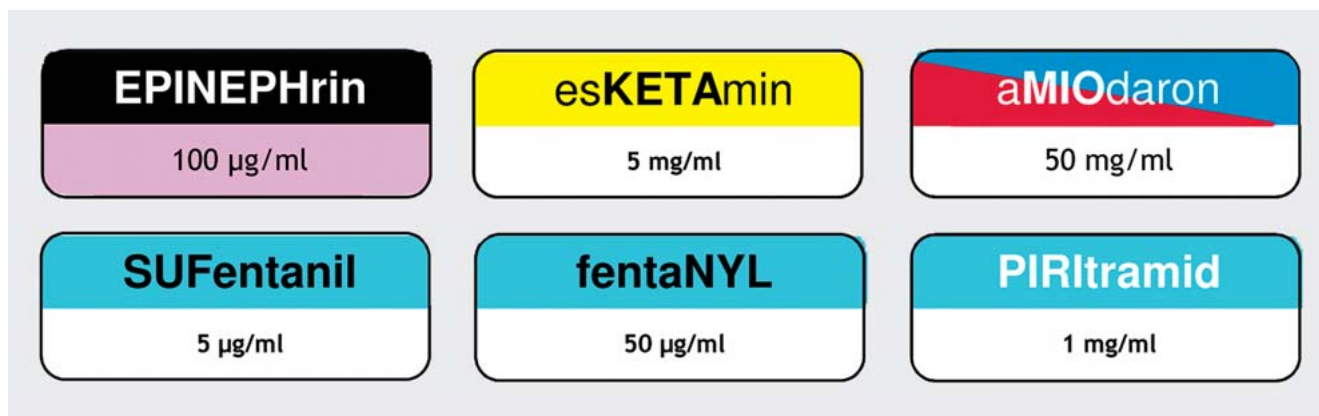 EPINEPHrin
100 µg/ml
esKETAmin
5 mg/ml
aMIOdaron
50 mg/ml
SUFentanil
5 µg/ml
fentaNYL
50 µg/ml
PIRItramid
1 mg/ml